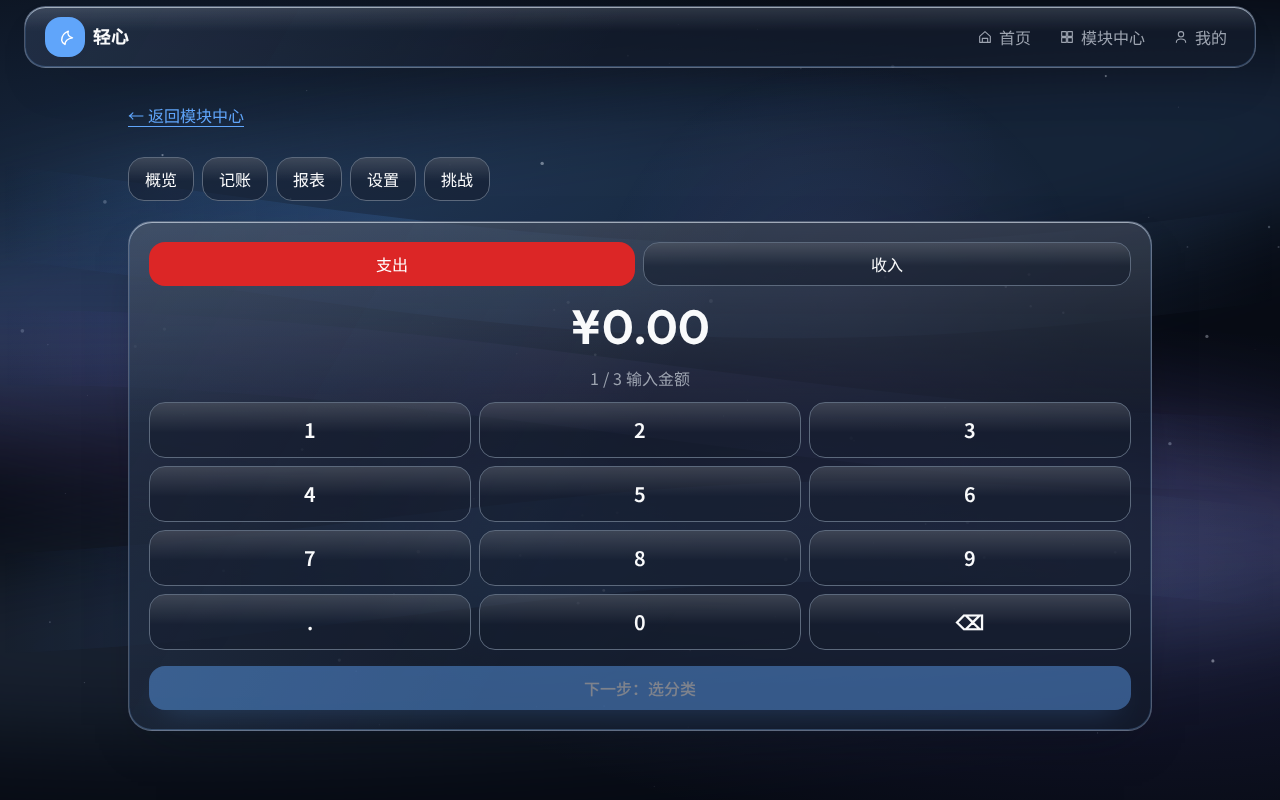 轻心
首页 模块中心 我的
← 返回模块中心
概览 记账 报表 设置 挑战
支出 收入
¥0.00
1 / 3 输入金额
1 2 3
4 5 6
7 8 9
. 0 ⌫
下一步：选分类